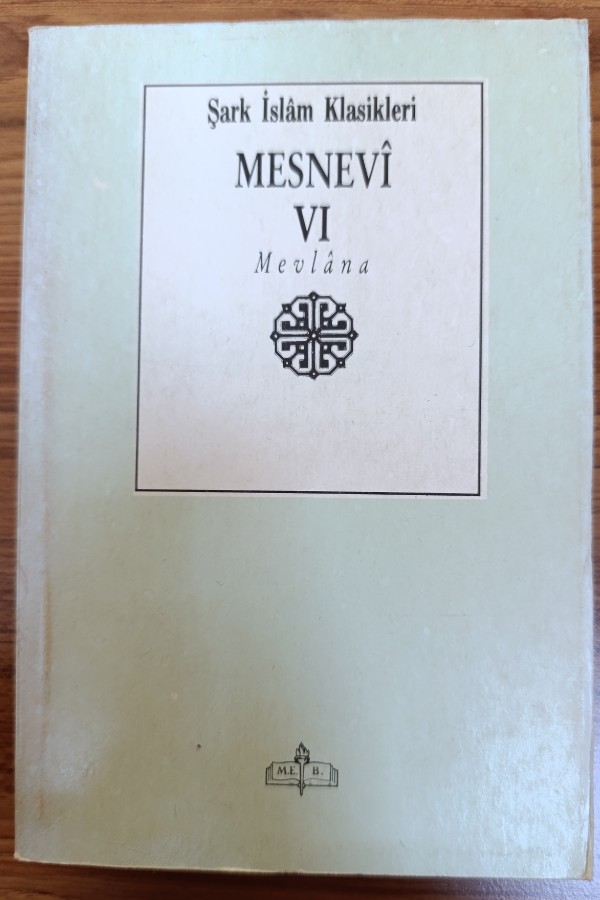 Şark İslâm Klasikleri
MESNEVÎ
VI
Mevlâna
M.E B.